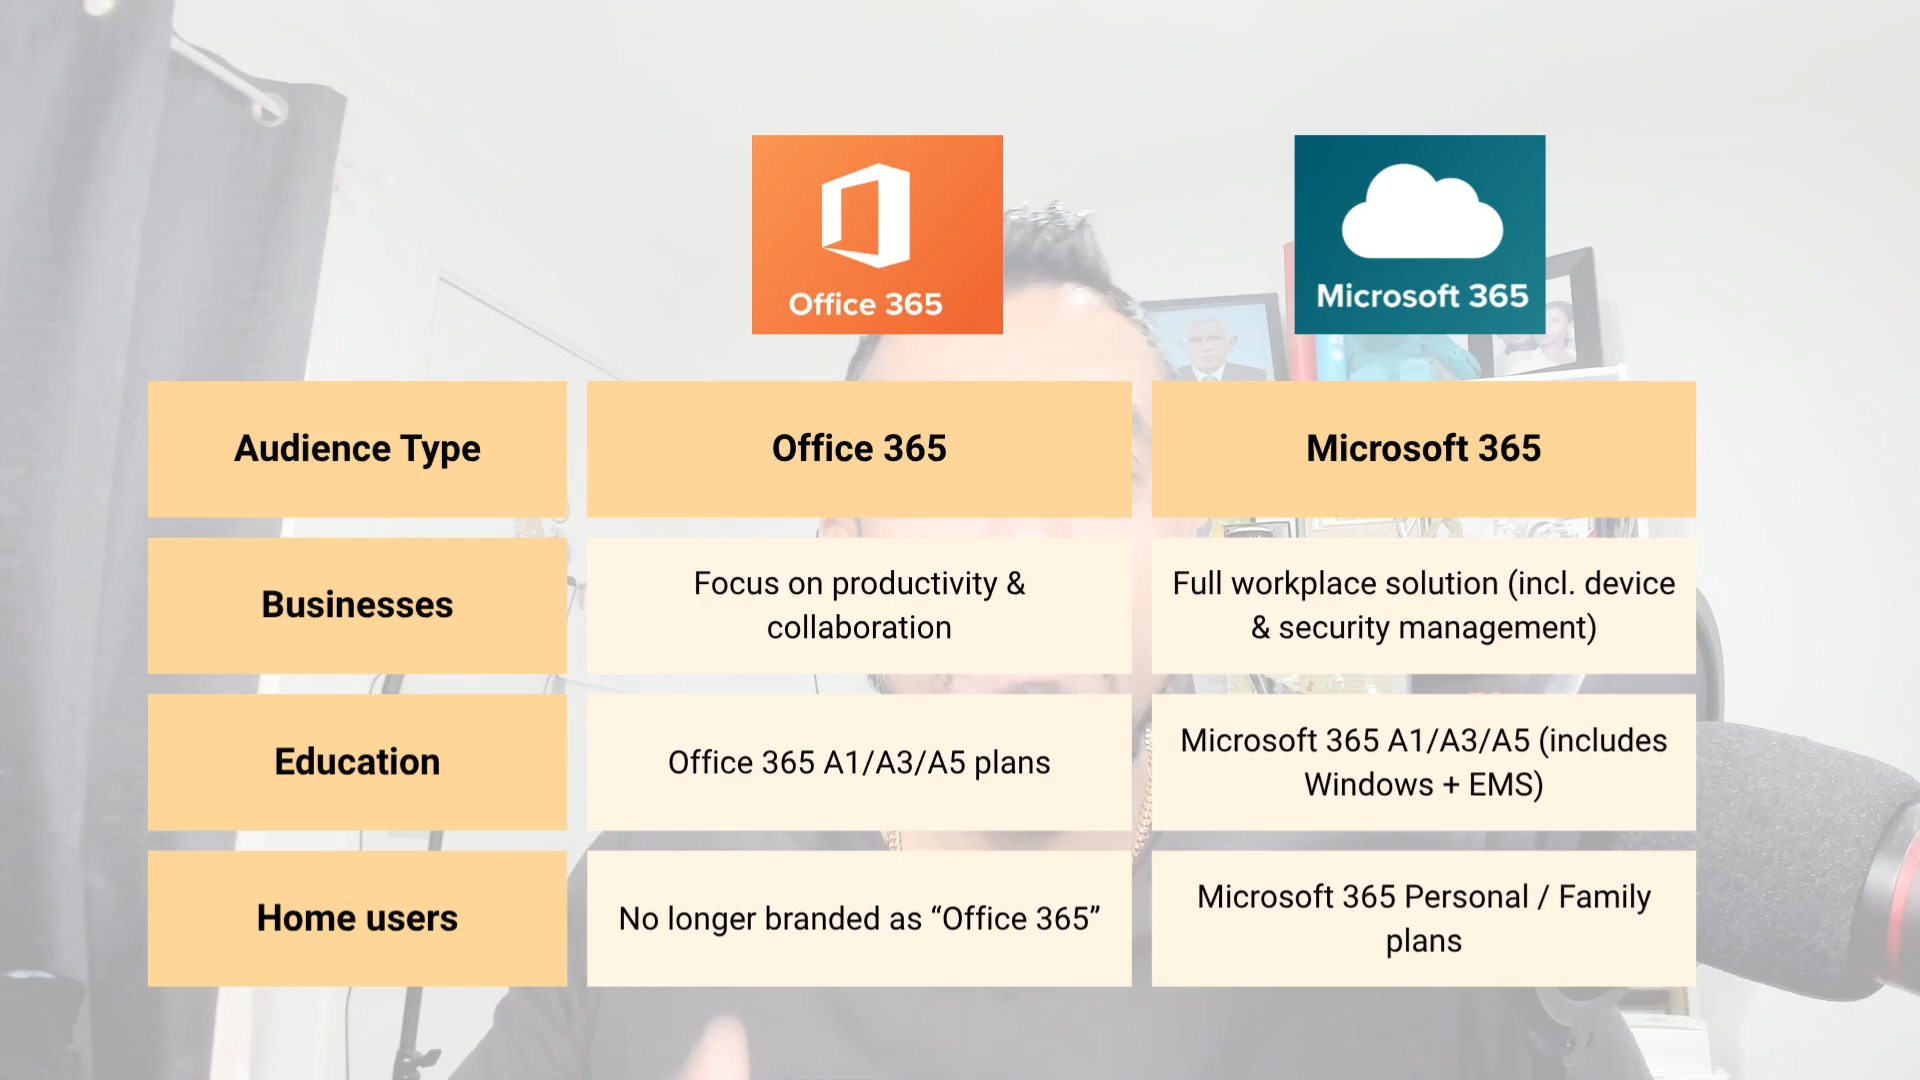 Office 365
Microsoft 365
Audience Type
Office 365
Microsoft 365
Businesses
Focus on productivity &
collaboration
Full workplace solution (incl. device
& security management)
Education
Office 365 A1/A3/A5 plans
Microsoft 365 A1/A3/A5 (includes
Windows + EMS)
Home users
No longer branded as “Office 365”
Microsoft 365 Personal / Family
plans